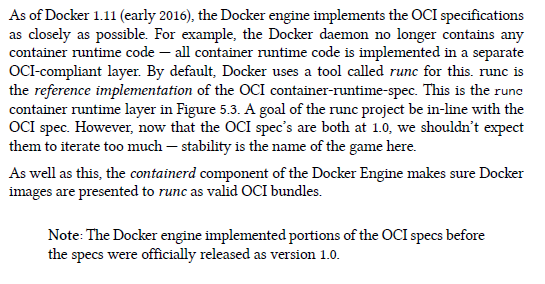 As of Docker 1.11 (early 2016), the Docker engine implements the OCI specifications
as closely as possible. For example, the Docker daemon no longer contains any
container runtime code — all container runtime code is implemented in a separate
OCI-compliant layer. By default, Docker uses a tool called runc for this. runc is
the reference implementation of the OCI container-runtime-spec. This is the runc
container runtime layer in Figure 5.3. A goal of the runc project be in-line with the
OCI spec. However, now that the OCI spec’s are both at 1.0, we shouldn’t expect
them to iterate too much — stability is the name of the game here.
As well as this, the containerd component of the Docker Engine makes sure Docker
images are presented to runc as valid OCI bundles.
Note: The Docker engine implemented portions of the OCI specs before
the specs were officially released as version 1.0.